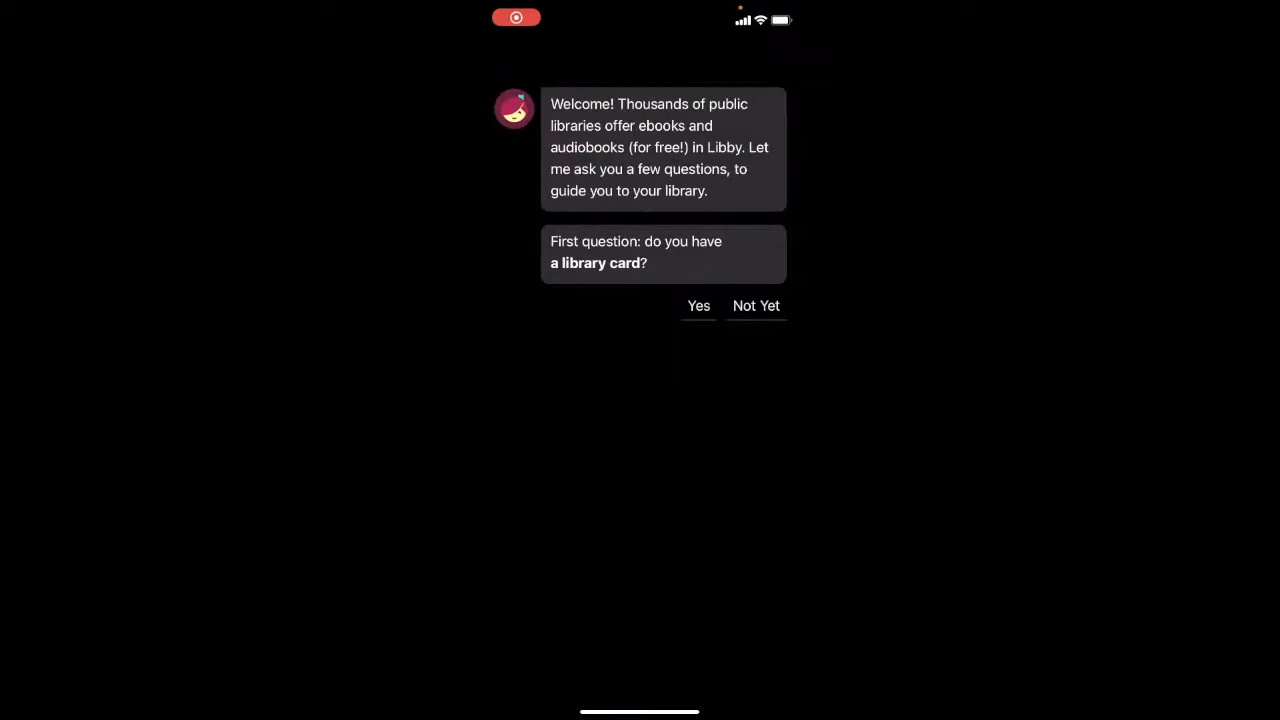 Welcome! Thousands of public
libraries offer ebooks and
audiobooks (for free!) in Libby. Let
me ask you a few questions, to
guide you to your library.
First question: do you have
a library card?
Yes Not Yet